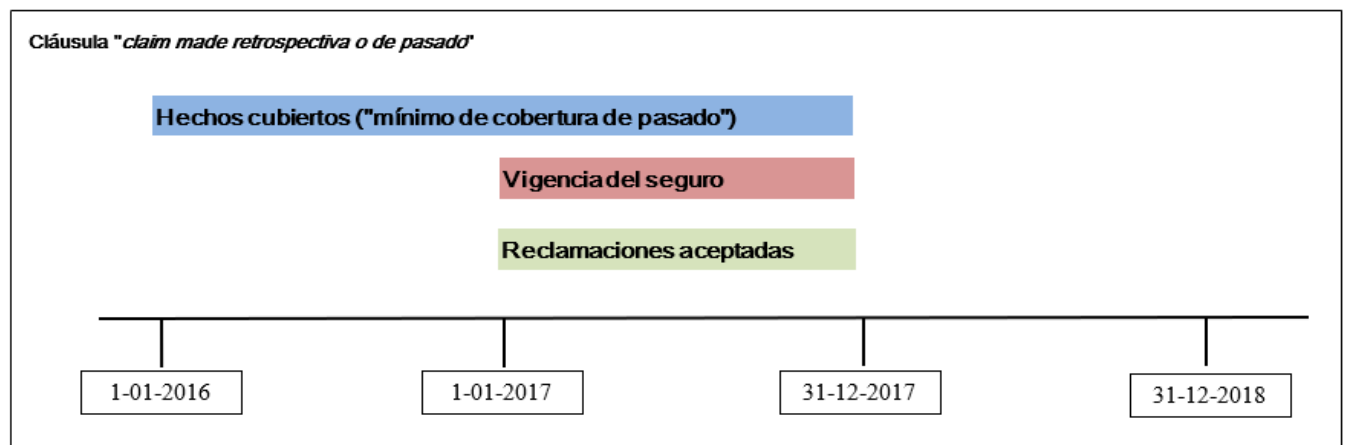 Cláusula "claim made retrospectiva o de pasado"
Hechos cubiertos ("mínimo de cobertura de pasado")
Vigencia del seguro
Reclamaciones aceptadas
1-01-2016
1-01-2017
31-12-2017
31-12-2018